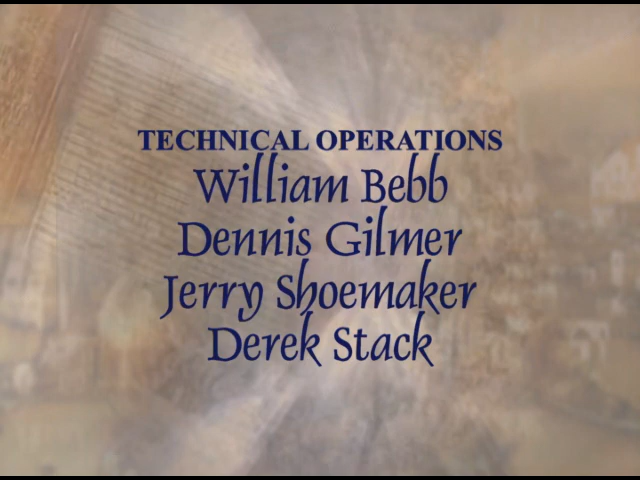 TECHNICAL OPERATIONS
William Bebb
Dennis Gilmer
Jerry Shoemaker
Derek Stack